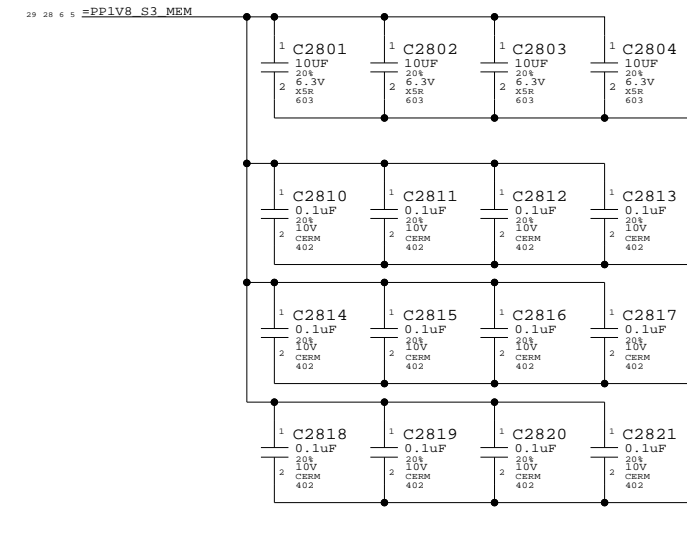 29 28 6 5 =PP1V8_S3_MEM
1 C2801 10UF 20% 6.3V X5R 603 2
1 C2802 10UF 20% 6.3V X5R 603 2
1 C2803 10UF 20% 6.3V X5R 603 2
1 C2804 10UF 20% 6.3V X5R 603 2
1 C2810 0.1uF 20% 10V CERM 402 2
1 C2811 0.1uF 20% 10V CERM 402 2
1 C2812 0.1uF 20% 10V CERM 402 2
1 C2813 0.1uF 20% 10V CERM 402 2
1 C2814 0.1uF 20% 10V CERM 402 2
1 C2815 0.1uF 20% 10V CERM 402 2
1 C2816 0.1uF 20% 10V CERM 402 2
1 C2817 0.1uF 20% 10V CERM 402 2
1 C2818 0.1uF 20% 10V CERM 402 2
1 C2819 0.1uF 20% 10V CERM 402 2
1 C2820 0.1uF 20% 10V CERM 402 2
1 C2821 0.1uF 20% 10V CERM 402 2